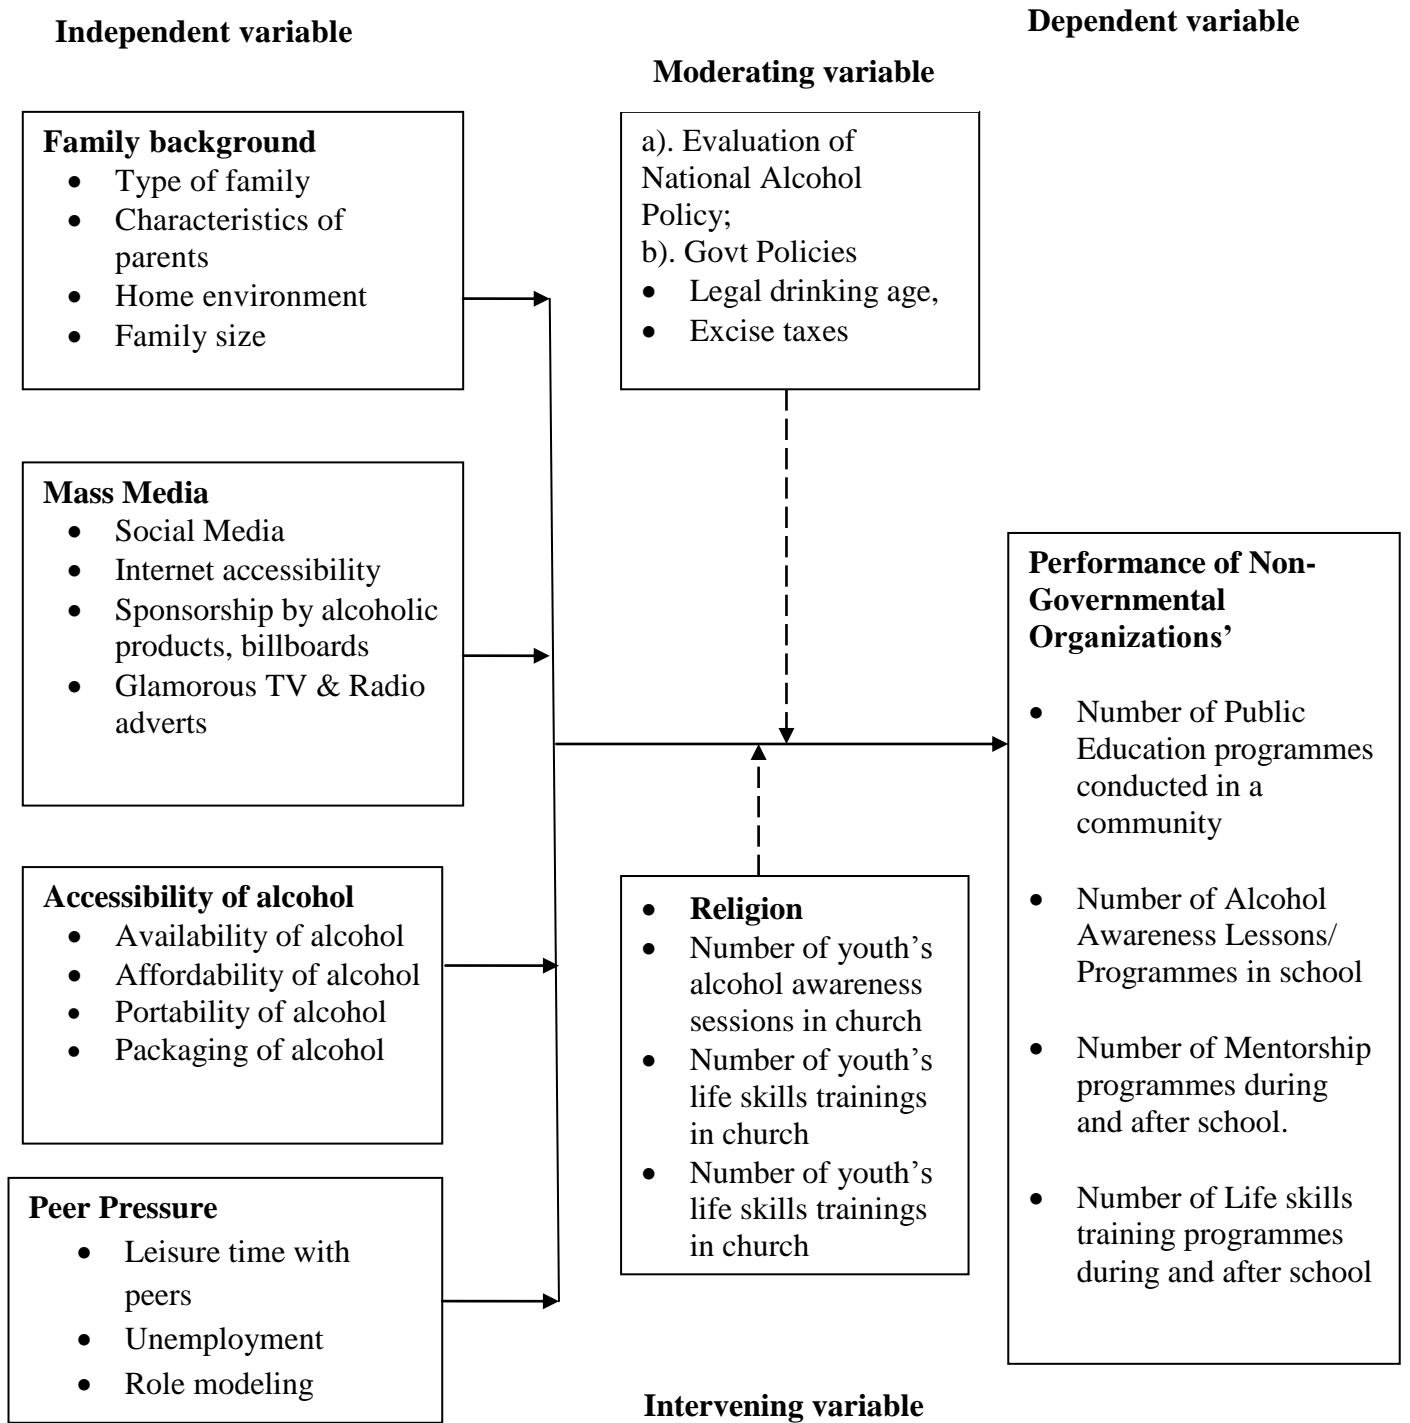 Independent variable
Dependent variable
Moderating variable
Family background
• Type of family
• Characteristics of
parents
• Home environment
• Family size
a). Evaluation of
National Alcohol
Policy;
b). Govt Policies
• Legal drinking age,
• Excise taxes
Mass Media
• Social Media
• Internet accessibility
• Sponsorship by alcoholic
products, billboards
• Glamorous TV & Radio
adverts
Accessibility of alcohol
• Availability of alcohol
• Affordability of alcohol
• Portability of alcohol
• Packaging of alcohol
Peer Pressure
• Leisure time with
peers
• Unemployment
• Role modeling
• Religion
• Number of youth’s
alcohol awareness
sessions in church
• Number of youth’s
life skills trainings
in church
• Number of youth’s
life skills trainings
in church
Intervening variable
Performance of Non-
Governmental
Organizations’
• Number of Public
Education programmes
conducted in a
community
• Number of Alcohol
Awareness Lessons/
Programmes in school
• Number of Mentorship
programmes during
and after school.
• Number of Life skills
training programmes
during and after school